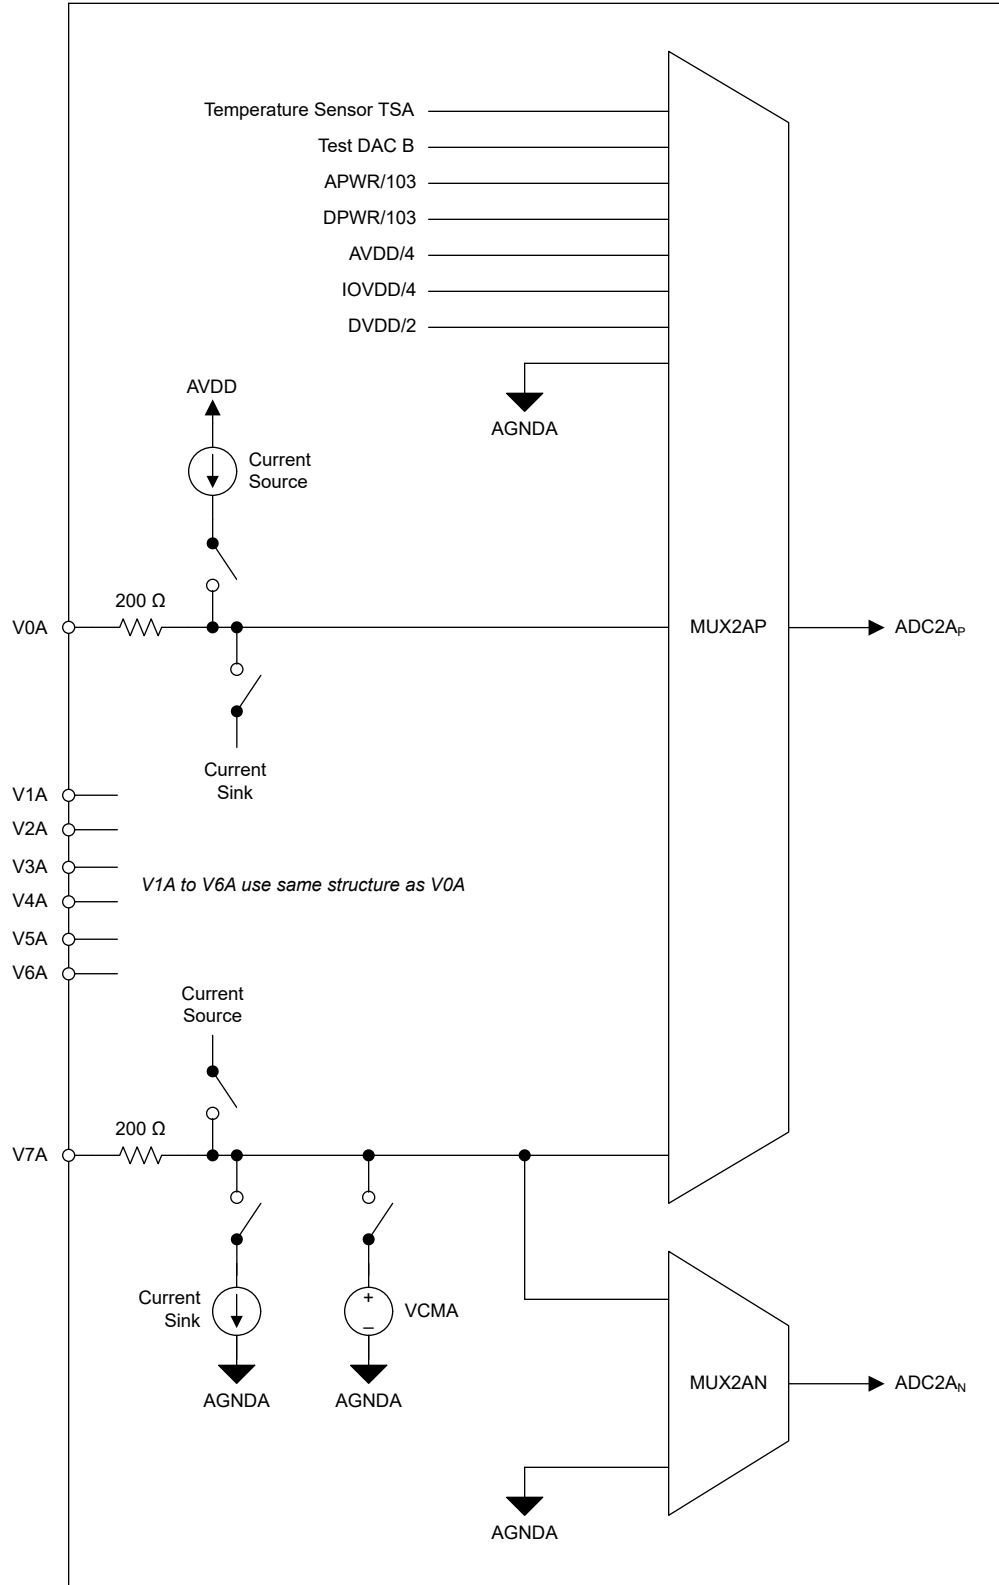 Temperature Sensor TSA
Test DAC B
APWR/103
DPWR/103
AVDD/4
IOVDD/4
DVDD/2
AGNDA
AVDD
Current
Source
200 Ω
V0A
MUX2AP
ADC2AP
Current
Sink
V1A
V2A
V3A
V1A to V6A use same structure as V0A
V4A
V5A
V6A
Current
Source
200 Ω
V7A
Current
Sink
+
–
VCMA
AGNDA
AGNDA
MUX2AN
ADC2AN
AGNDA